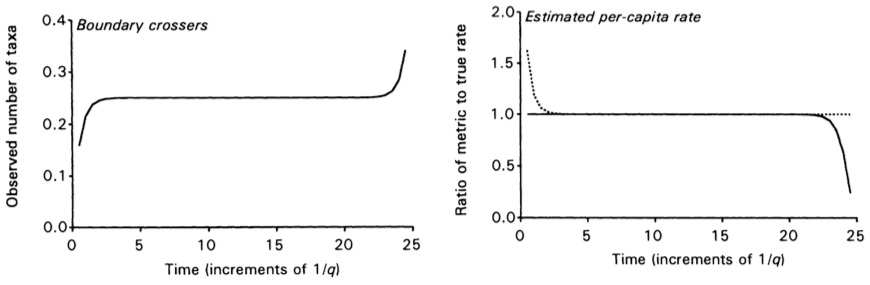 Boundary crossers
Observed number of taxa
0.4
0.3
0.2
0.1
0.0
0 5 10 15 20 25
Time (increments of 1/q)
Estimated per-capita rate
Ratio of metric to true rate
2.0
1.5
1.0
0.5
0.0
0 5 10 15 20 25
Time (increments of 1/q)